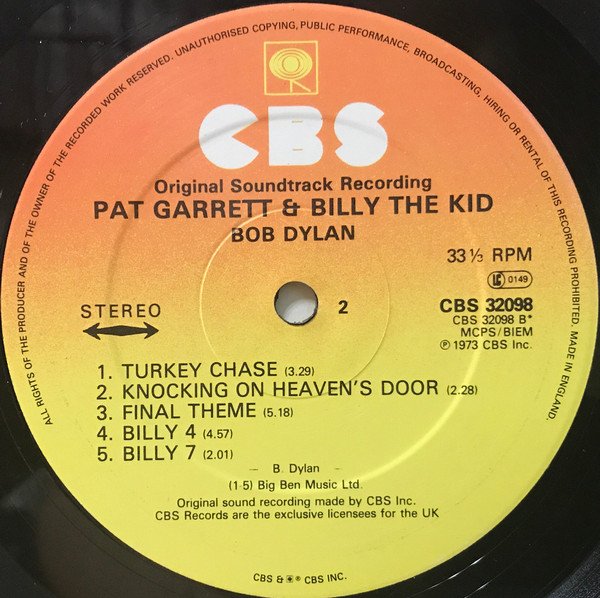 ALL RIGHTS OF THE PRODUCER AND OF THE OWNER OF THE RECORDED WORK RESERVED. UNAUTHORISED COPYING, PUBLIC PERFORMANCE, BROADCASTING, HIRING OR RENTAL OF THIS RECORDING PROHIBITED. MADE IN ENGLAND.
CBS
Original Soundtrack Recording
PAT GARRETT & BILLY THE KID
BOB DYLAN
33 ⅓ RPM
LC 0149
STEREO
2
CBS 32098
CBS 32098 B*
MCPS/BIEM
℗ 1973 CBS Inc.
1. TURKEY CHASE (3.29)
2. KNOCKING ON HEAVEN'S DOOR (2.28)
3. FINAL THEME (5.18)
4. BILLY 4 (4.57)
5. BILLY 7 (2.01)
– B. Dylan –
(1-5) Big Ben Music Ltd.
Original sound recording made by CBS Inc.
CBS Records are the exclusive licensees for the UK
CBS & ® CBS INC.